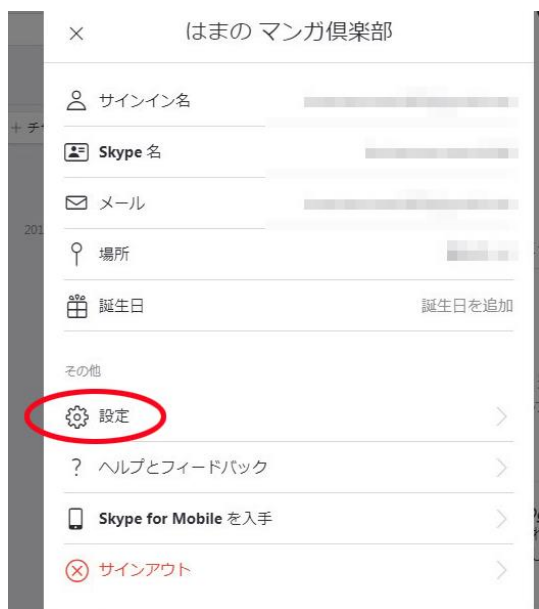 はまの マンガ倶楽部
サインイン名
+ チ
Skype 名
メール
201
場所
誕生日 誕生日を追加
その他
設定
? ヘルプとフィードバック
Skype for Mobile を入手
サインアウト